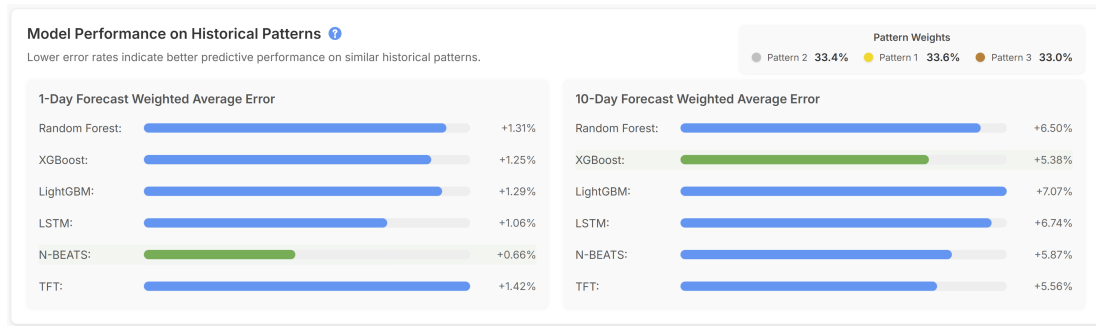 Model Performance on Historical Patterns ?
Lower error rates indicate better predictive performance on similar historical patterns.
Pattern Weights
Pattern 2 33.4% Pattern 1 33.6% Pattern 3 33.0%
1-Day Forecast Weighted Average Error
Random Forest: +1.31%
XGBoost: +1.25%
LightGBM: +1.29%
LSTM: +1.06%
N-BEATS: +0.66%
TFT: +1.42%
10-Day Forecast Weighted Average Error
Random Forest: +6.50%
XGBoost: +5.38%
LightGBM: +7.07%
LSTM: +6.74%
N-BEATS: +5.87%
TFT: +5.56%